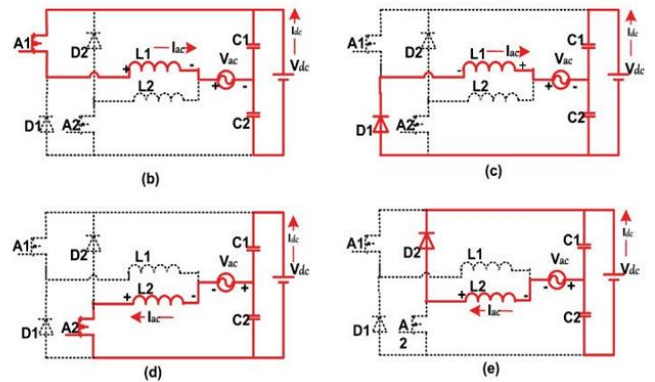 A1 D2 L1 Iac Vac C1 Idc Vdc
+ - + -
L2
D1 A2 C2
(b)
A1 D2 L1 Iac Vac C1 Idc Vdc
- + + -
L2
D1 A2 C2
(c)
A1 D2 L1 Vac C1 Idc Vdc
L2
+ - - +
D1 A2 Iac C2
(d)
A1 D2 L1 Vac C1 Idc Vdc
L2
+ - - +
D1 A Iac C2
2
(e)